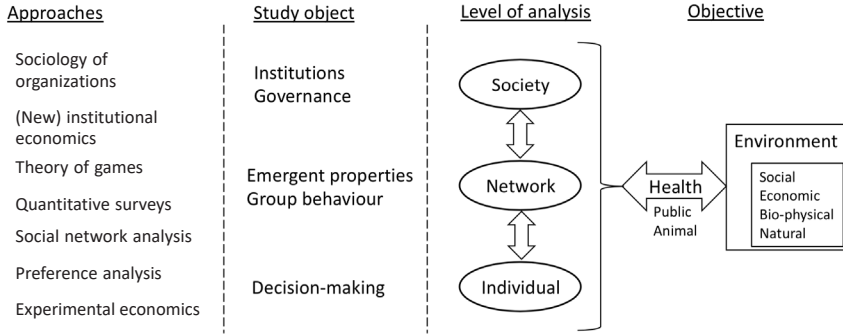 Approaches
Study object
Level of analysis
Objective
Sociology of
organizations
(New) institutional
economics
Theory of games
Quantitative surveys
Social network analysis
Preference analysis
Experimental economics
Institutions
Governance
Emergent properties
Group behaviour
Decision-making
Society
Network
Individual
Health
Public
Animal
Environment
Social
Economic
Bio-physical
Natural